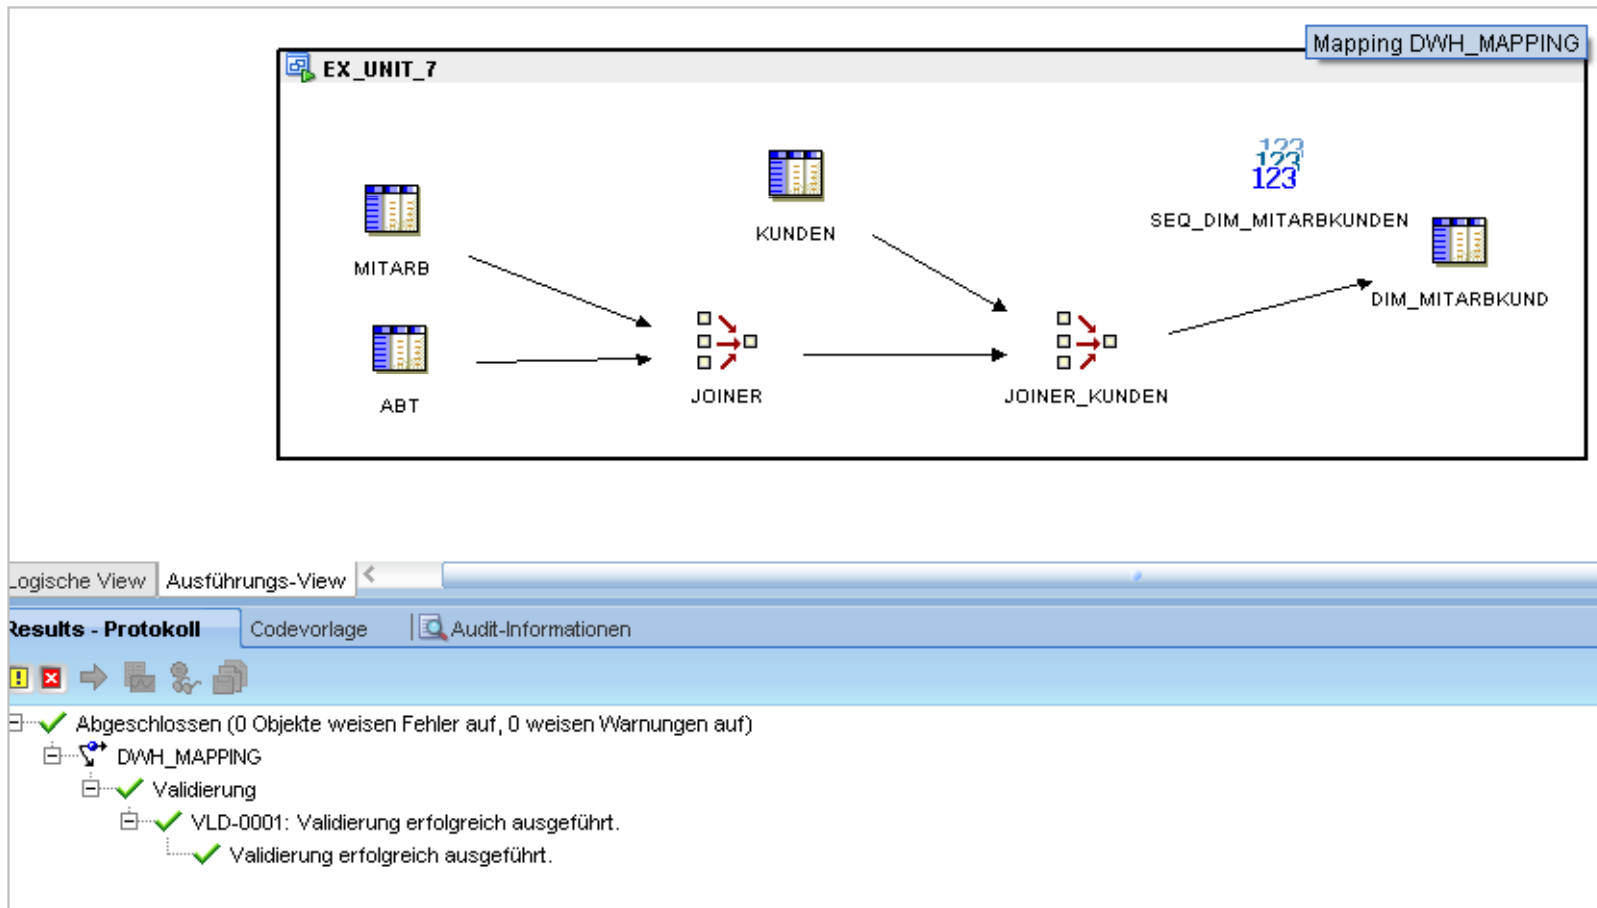 Mapping DWH_MAPPING
EX_UNIT_7
123
123
123
SEQ_DIM_MITARBKUNDEN
KUNDEN
MITARB
DIM_MITARBKUND
ABT
JOINER
JOINER_KUNDEN
Logische View
Ausführungs-View
Results - Protokoll
Codevorlage
Audit-Informationen
Abgeschlossen (0 Objekte weisen Fehler auf, 0 weisen Warnungen auf)
DWH_MAPPING
Validierung
VLD-0001: Validierung erfolgreich ausgeführt.
Validierung erfolgreich ausgeführt.